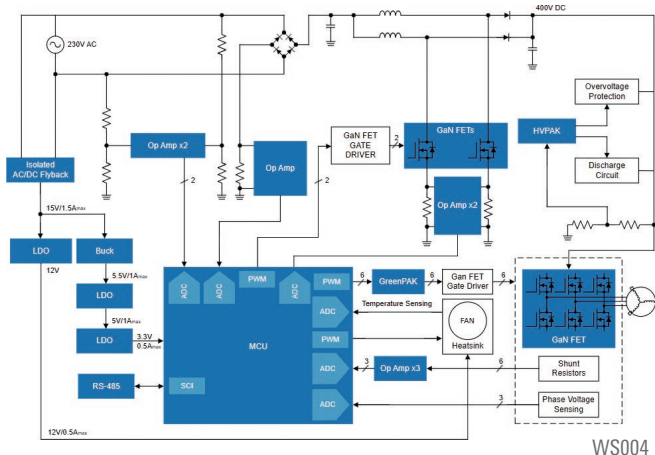 400V DC
230V AC
Isolated
AC/DC Flyback
Op Amp x2
2
Op Amp
GaN FET
GATE
DRIVER
2
2
GaN FETs
Op Amp x2
HVPAK
Overvoltage
Protection
Discharge
Circuit
15V/1.5Amax
LDO
12V
Buck
5.5V/1Amax
LDO
5V/1Amax
LDO
3.3V
0.5Amax
RS-485
12V/0.5Amax
MCU
ADC
ADC
PWM
ADC
PWM
ADC
PWM
ADC
ADC
SCI
6
GreenPAK
6
Gan FET
Gate Driver
6
GaN FET
Temperature Sensing
FAN
Heatsink
3
Op Amp x3
6
Shunt
Resistors
3
Phase Voltage
Sensing
WS004